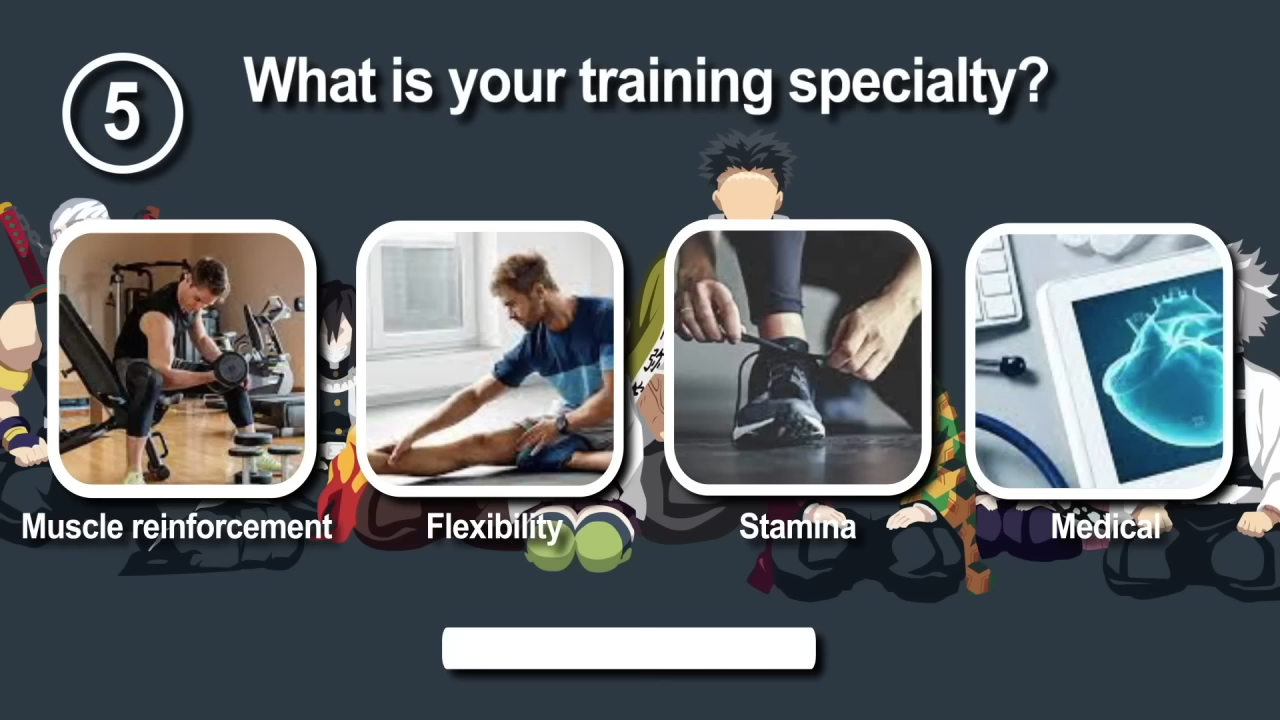 5
What is your training specialty?
Muscle reinforcement
Flexibility
Stamina
Medical